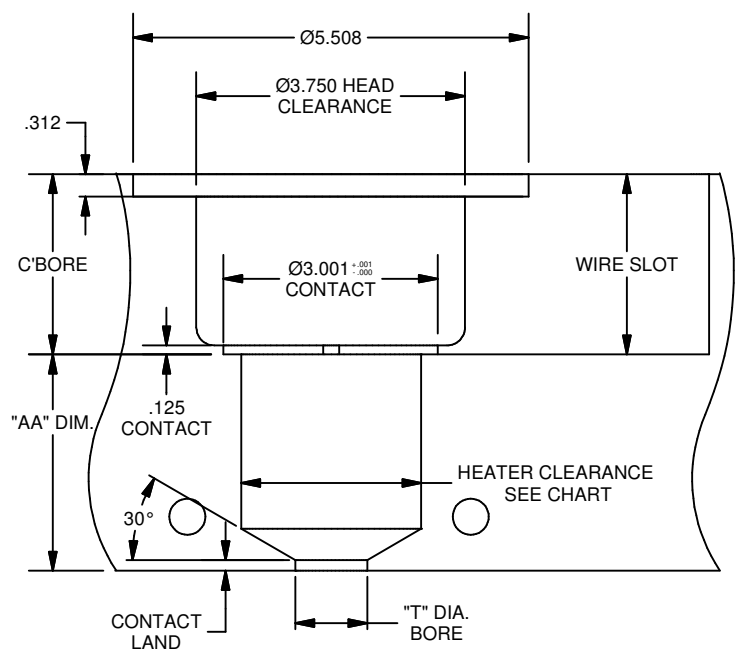 Ø5.508
Ø3.750 HEAD
CLEARANCE
.312
C'BORE
Ø3.001 +.001 -.000
CONTACT
WIRE SLOT
"AA" DIM.
.125
CONTACT
HEATER CLEARANCE
SEE CHART
30°
CONTACT
LAND
"T" DIA.
BORE